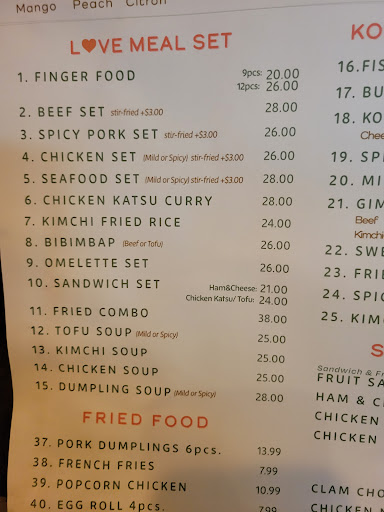 Mango Peach Citron
L♥VE MEAL SET
1. FINGER FOOD 9pcs: 20.00
12pcs: 26.00
2. BEEF SET stir-fried +$3.00 28.00
3. SPICY PORK SET stir-fried +$3.00 26.00
4. CHICKEN SET (Mild or Spicy) stir-fried +$3.00 26.00
5. SEAFOOD SET (Mild or Spicy) stir-fried +$3.00 28.00
6. CHICKEN KATSU CURRY 28.00
7. KIMCHI FRIED RICE 24.00
8. BIBIMBAP (Beef or Tofu) 26.00
9. OMELETTE SET 26.00
10. SANDWICH SET Ham&Cheese: 21.00
Chicken Katsu/ Tofu: 24.00
11. FRIED COMBO 38.00
12. TOFU SOUP (Mild or Spicy) 25.00
13. KIMCHI SOUP 25.00
14. CHICKEN SOUP 25.00
15. DUMPLING SOUP (Mild or Spicy) 28.00
FRIED FOOD
37. PORK DUMPLINGS 6pcs. 13.99
38. FRENCH FRIES 7.99
39. POPCORN CHICKEN 10.99
40. EGG ROLL 4pcs. 7.99
KO
16. FIS
17. BU
18. KO
Chee
19. SP
20. MI
21. GIM
Beef
Kimchi
22. SWE
23. FRIE
24. SPIC
25. KIM
S
Sandwich & Fr
FRUIT SA
HAM & C
CHICKEN
CHICKEN
CLAM CHO
CHICKEN N